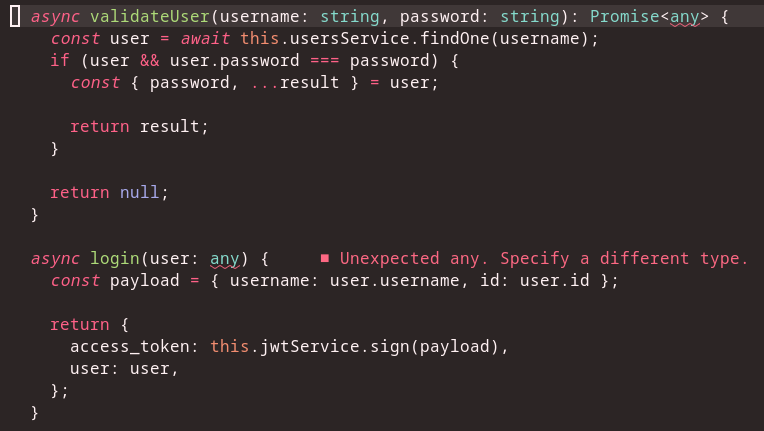 async validateUser(username: string, password: string): Promise<any> {
const user = await this.usersService.findOne(username);
if (user && user.password === password) {
const { password, ...result } = user;
return result;
}
return null;
}
async login(user: any) { ■ Unexpected any. Specify a different type.
const payload = { username: user.username, id: user.id };
return {
access_token: this.jwtService.sign(payload),
user: user,
};
}